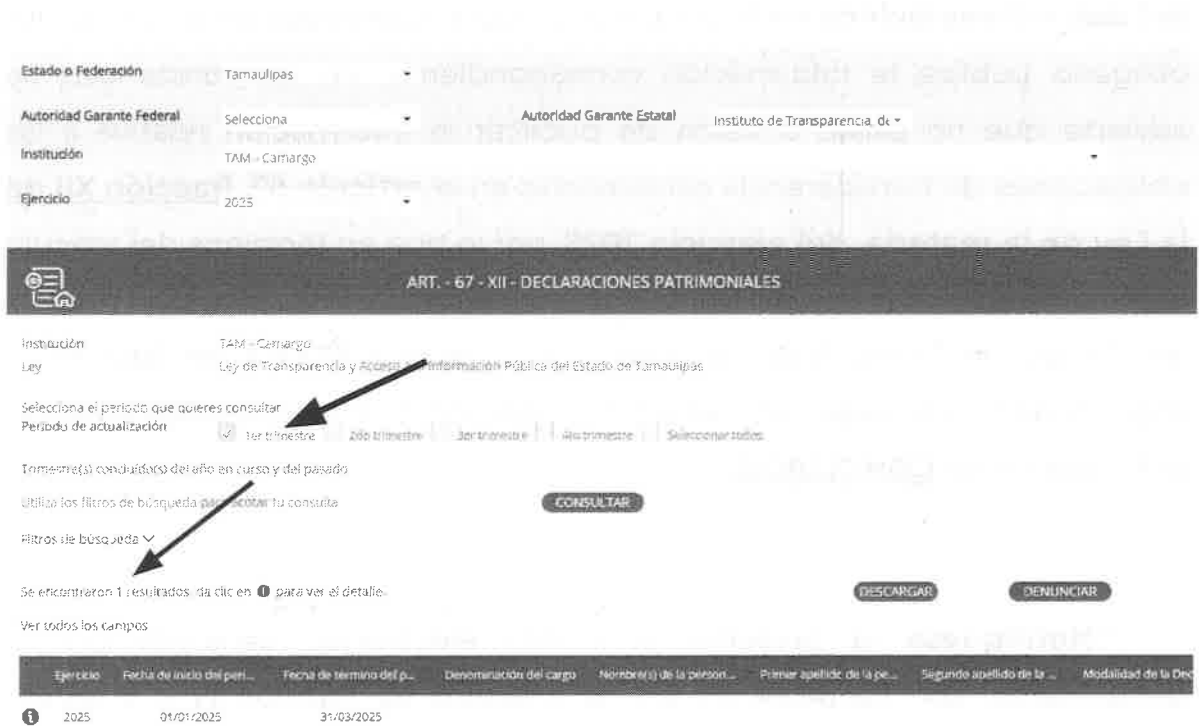 Estado o Federación Tamaulipas
Autoridad Garante Federal Selecciona Autoridad Garante Estatal Instituto de Transparencia, de
Institución TAM - Camargo
Ejercicio 2025
ART. - 67 - XII - DECLARACIONES PATRIMONIALES
Institución TAM - Camargo
Ley Ley de Transparencia y Acceso a Información Pública del Estado de Tamaulipas
Selecciona el periodo que quieres consultar
Periodo de actualización
1er trimestre 2do trimestre 3er trimestre 4to trimestre Seleccionar todos
Trimestre(s) concluido(s) del año en curso y del pasado
Utiliza los filtros de búsqueda para acotar tu consulta CONSULTAR
Filtros de búsqueda
Se encontraron 1 resultados, da clic en i para ver el detalle. DESCARGAR DENUNCIAR
Ver todos los campos
Ejercicio Fecha de inicio del peri... Fecha de término del p... Denominación del cargo Nombre(s) de la person... Primer apellido de la pe... Segundo apellido de la ... Modalidad de la Dec
2025 01/01/2025 31/03/2025